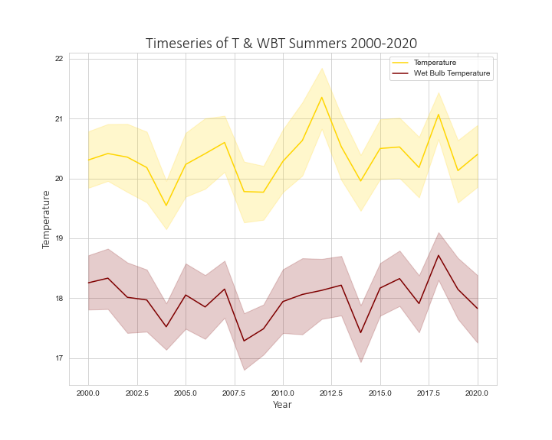 Timeseries of T & WBT Summers 2000-2020
Temperature
Wet Bulb Temperature
22
21
20
19
18
17
Temperature
2000.0 2002.5 2005.0 2007.5 2010.0 2012.5 2015.0 2017.5 2020.0
Year